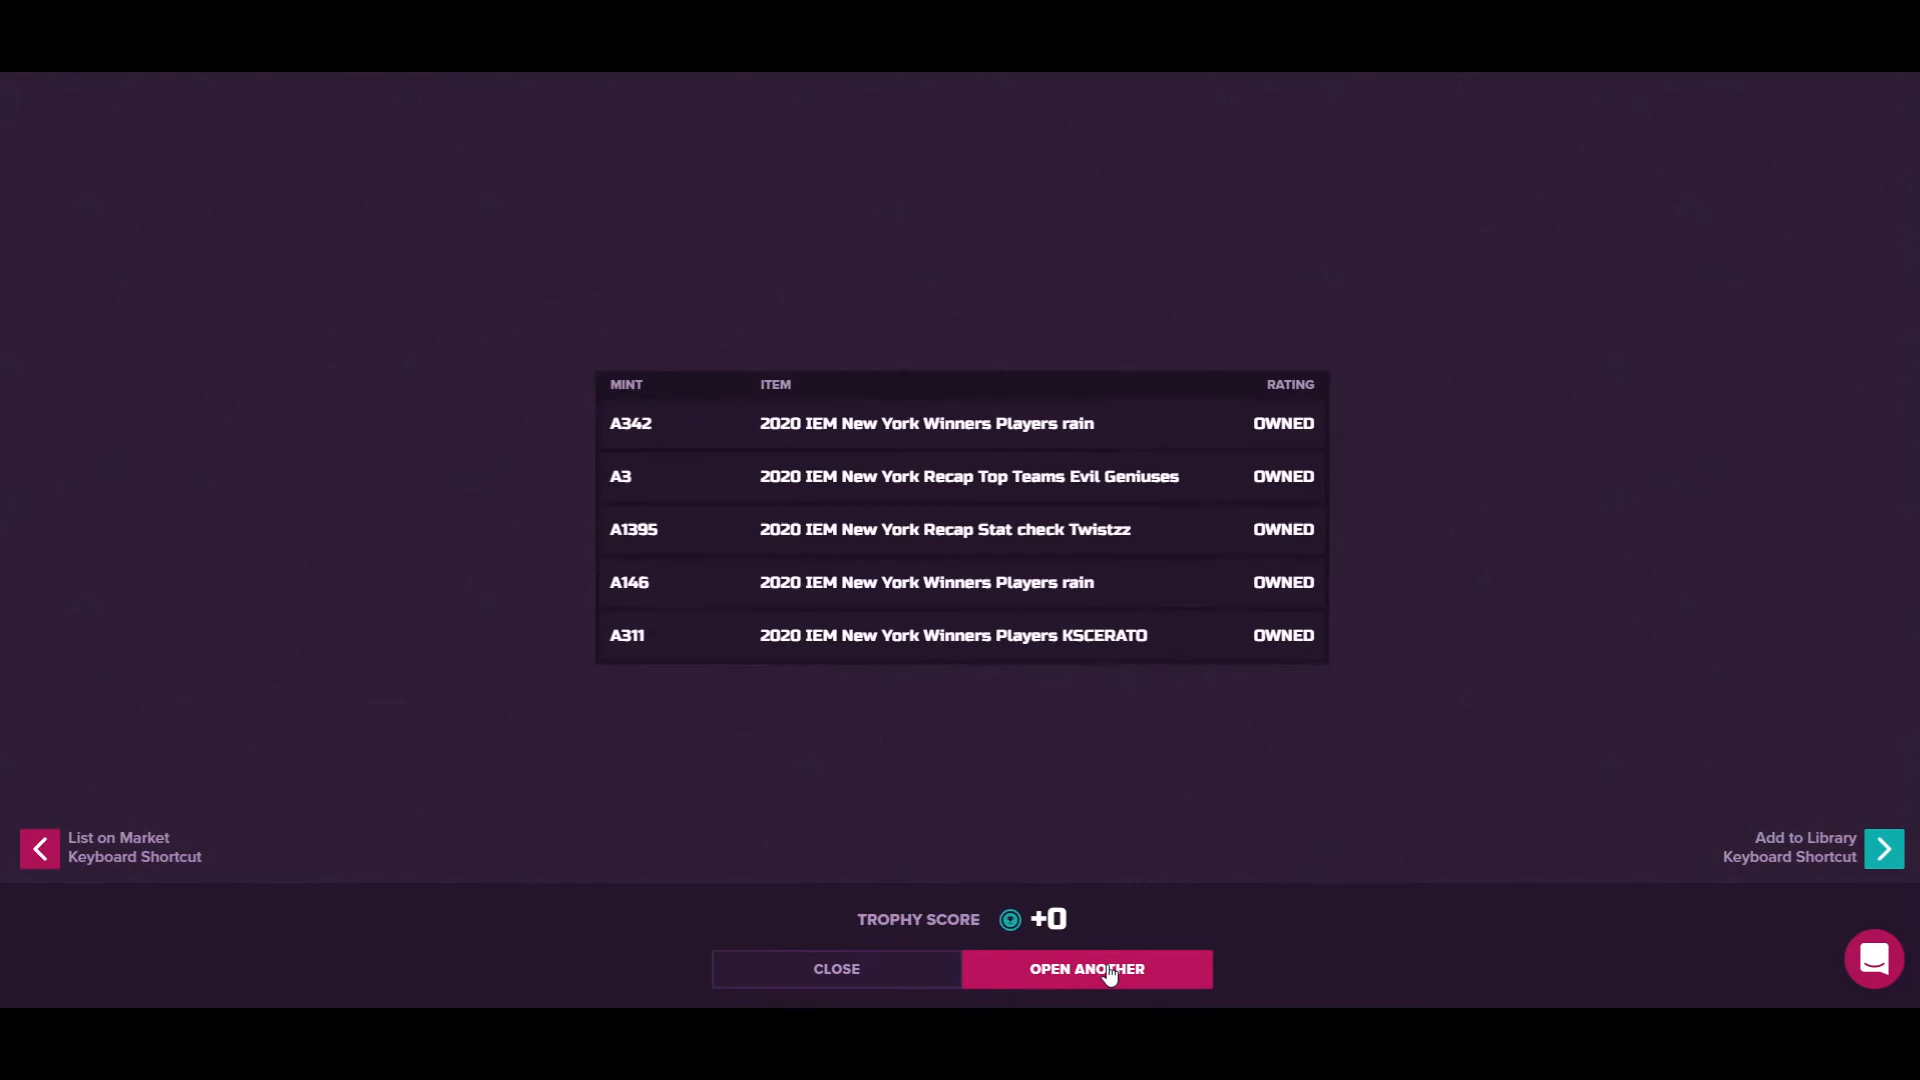 MINT ITEM RATING
A342 2020 IEM New York Winners Players rain OWNED
A3 2020 IEM New York Recap Top Teams Evil Geniuses OWNED
A1395 2020 IEM New York Recap Stat check Twistzz OWNED
A146 2020 IEM New York Winners Players rain OWNED
A311 2020 IEM New York Winners Players KSCERATO OWNED
List on Market
Keyboard Shortcut
Add to Library
Keyboard Shortcut
TROPHY SCORE +0
CLOSE OPEN ANOTHER